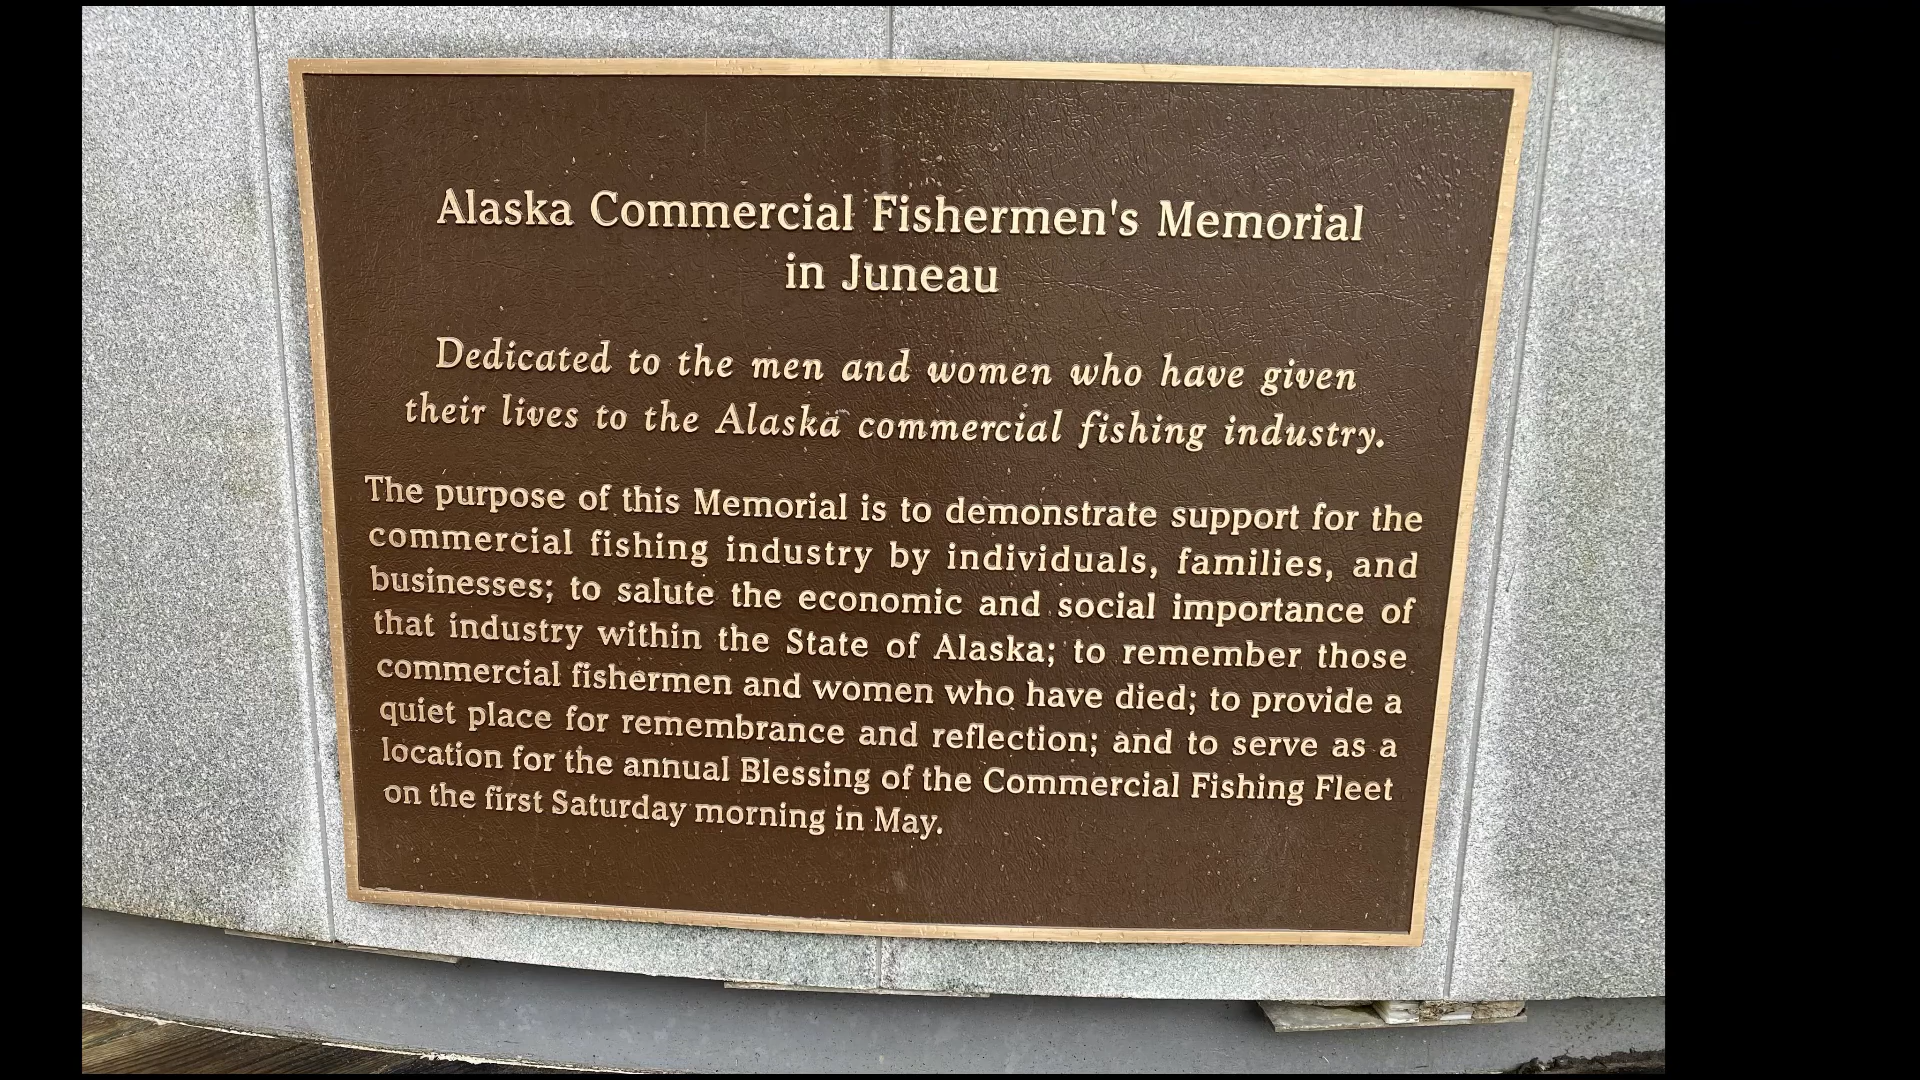 Alaska Commercial Fishermen's Memorial
in Juneau
Dedicated to the men and women who have given
their lives to the Alaska commercial fishing industry.
The purpose of this Memorial is to demonstrate support for the
commercial fishing industry by individuals, families, and
businesses; to salute the economic and social importance of
that industry within the State of Alaska; to remember those
commercial fishermen and women who have died; to provide a
quiet place for remembrance and reflection; and to serve as a
location for the annual Blessing of the Commercial Fishing Fleet
on the first Saturday morning in May.